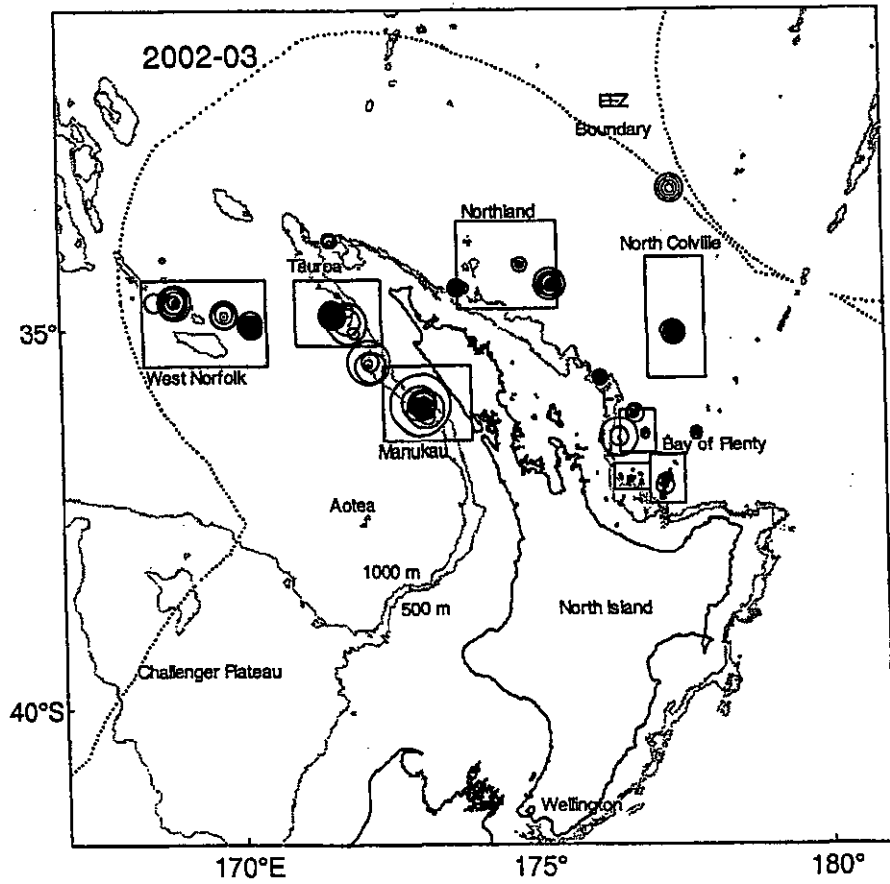 2002-03
EEZ
Boundary
Northland
North Colville
Taurpa
35°
West Norfolk
Manukau
Bay of Plenty
Aotea
1000 m
500 m
North Island
Challenger Plateau
40°S
Wellington
170°E
175°
180°